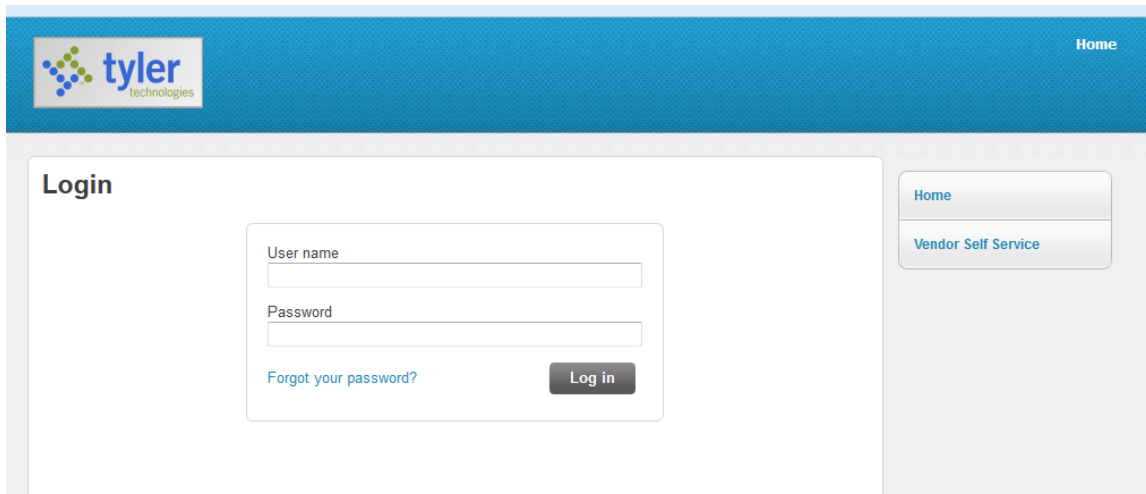 tyler
technologies
Home
Login
User name
Password
Forgot your password?
Log in
Home
Vendor Self Service